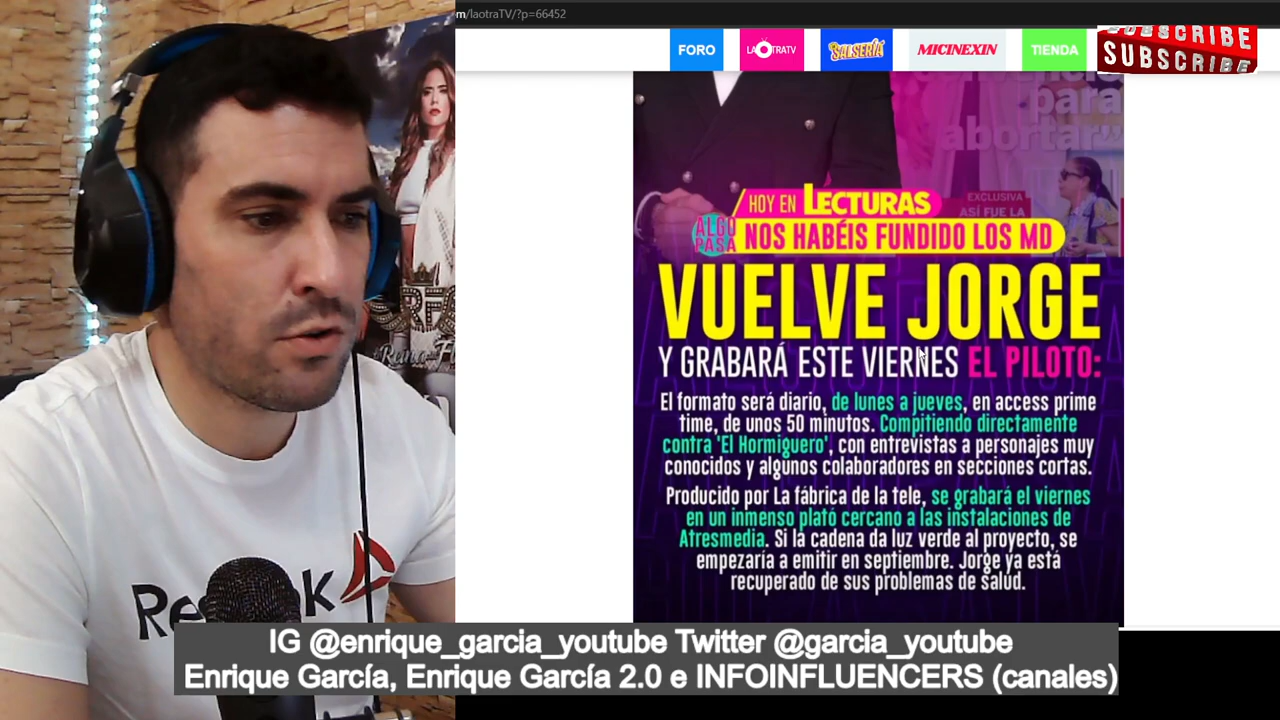 m/laotraTV/?p=66452
FORO
LAOTRATV
SALSERÍA
MICINEXIN
TIENDA
SUBSCRIBE
SUBSCRIBE
para
abortar"
EXCLUSIVA
ASÍ FUE LA
HOY EN LECTURAS
ALGO PASA
NOS HABÉIS FUNDIDO LOS MD
VUELVE JORGE
Y GRABARÁ ESTE VIERNES EL PILOTO:
El formato será diario, de lunes a jueves, en access prime
time, de unos 50 minutos. Compitiendo directamente
contra 'El Hormiguero', con entrevistas a personajes muy
conocidos y algunos colaboradores en secciones cortas.
Producido por La fábrica de la tele, se grabará el viernes
en un inmenso plató cercano a las instalaciones de
Atresmedia. Si la cadena da luz verde al proyecto, se
empezaría a emitir en septiembre. Jorge ya está
recuperado de sus problemas de salud.
IG @enrique_garcia_youtube Twitter @garcia_youtube
Enrique García, Enrique García 2.0 e INFOINFLUENCERS (canales)